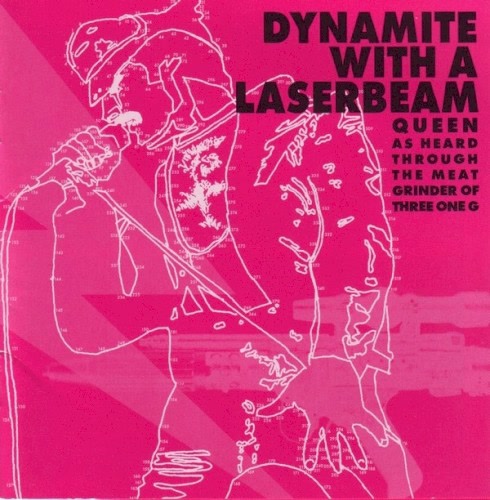 DYNAMITE
WITH A
LASERBEAM
QUEEN
AS HEARD
THROUGH
THE MEAT
GRINDER OF
THREE ONE G